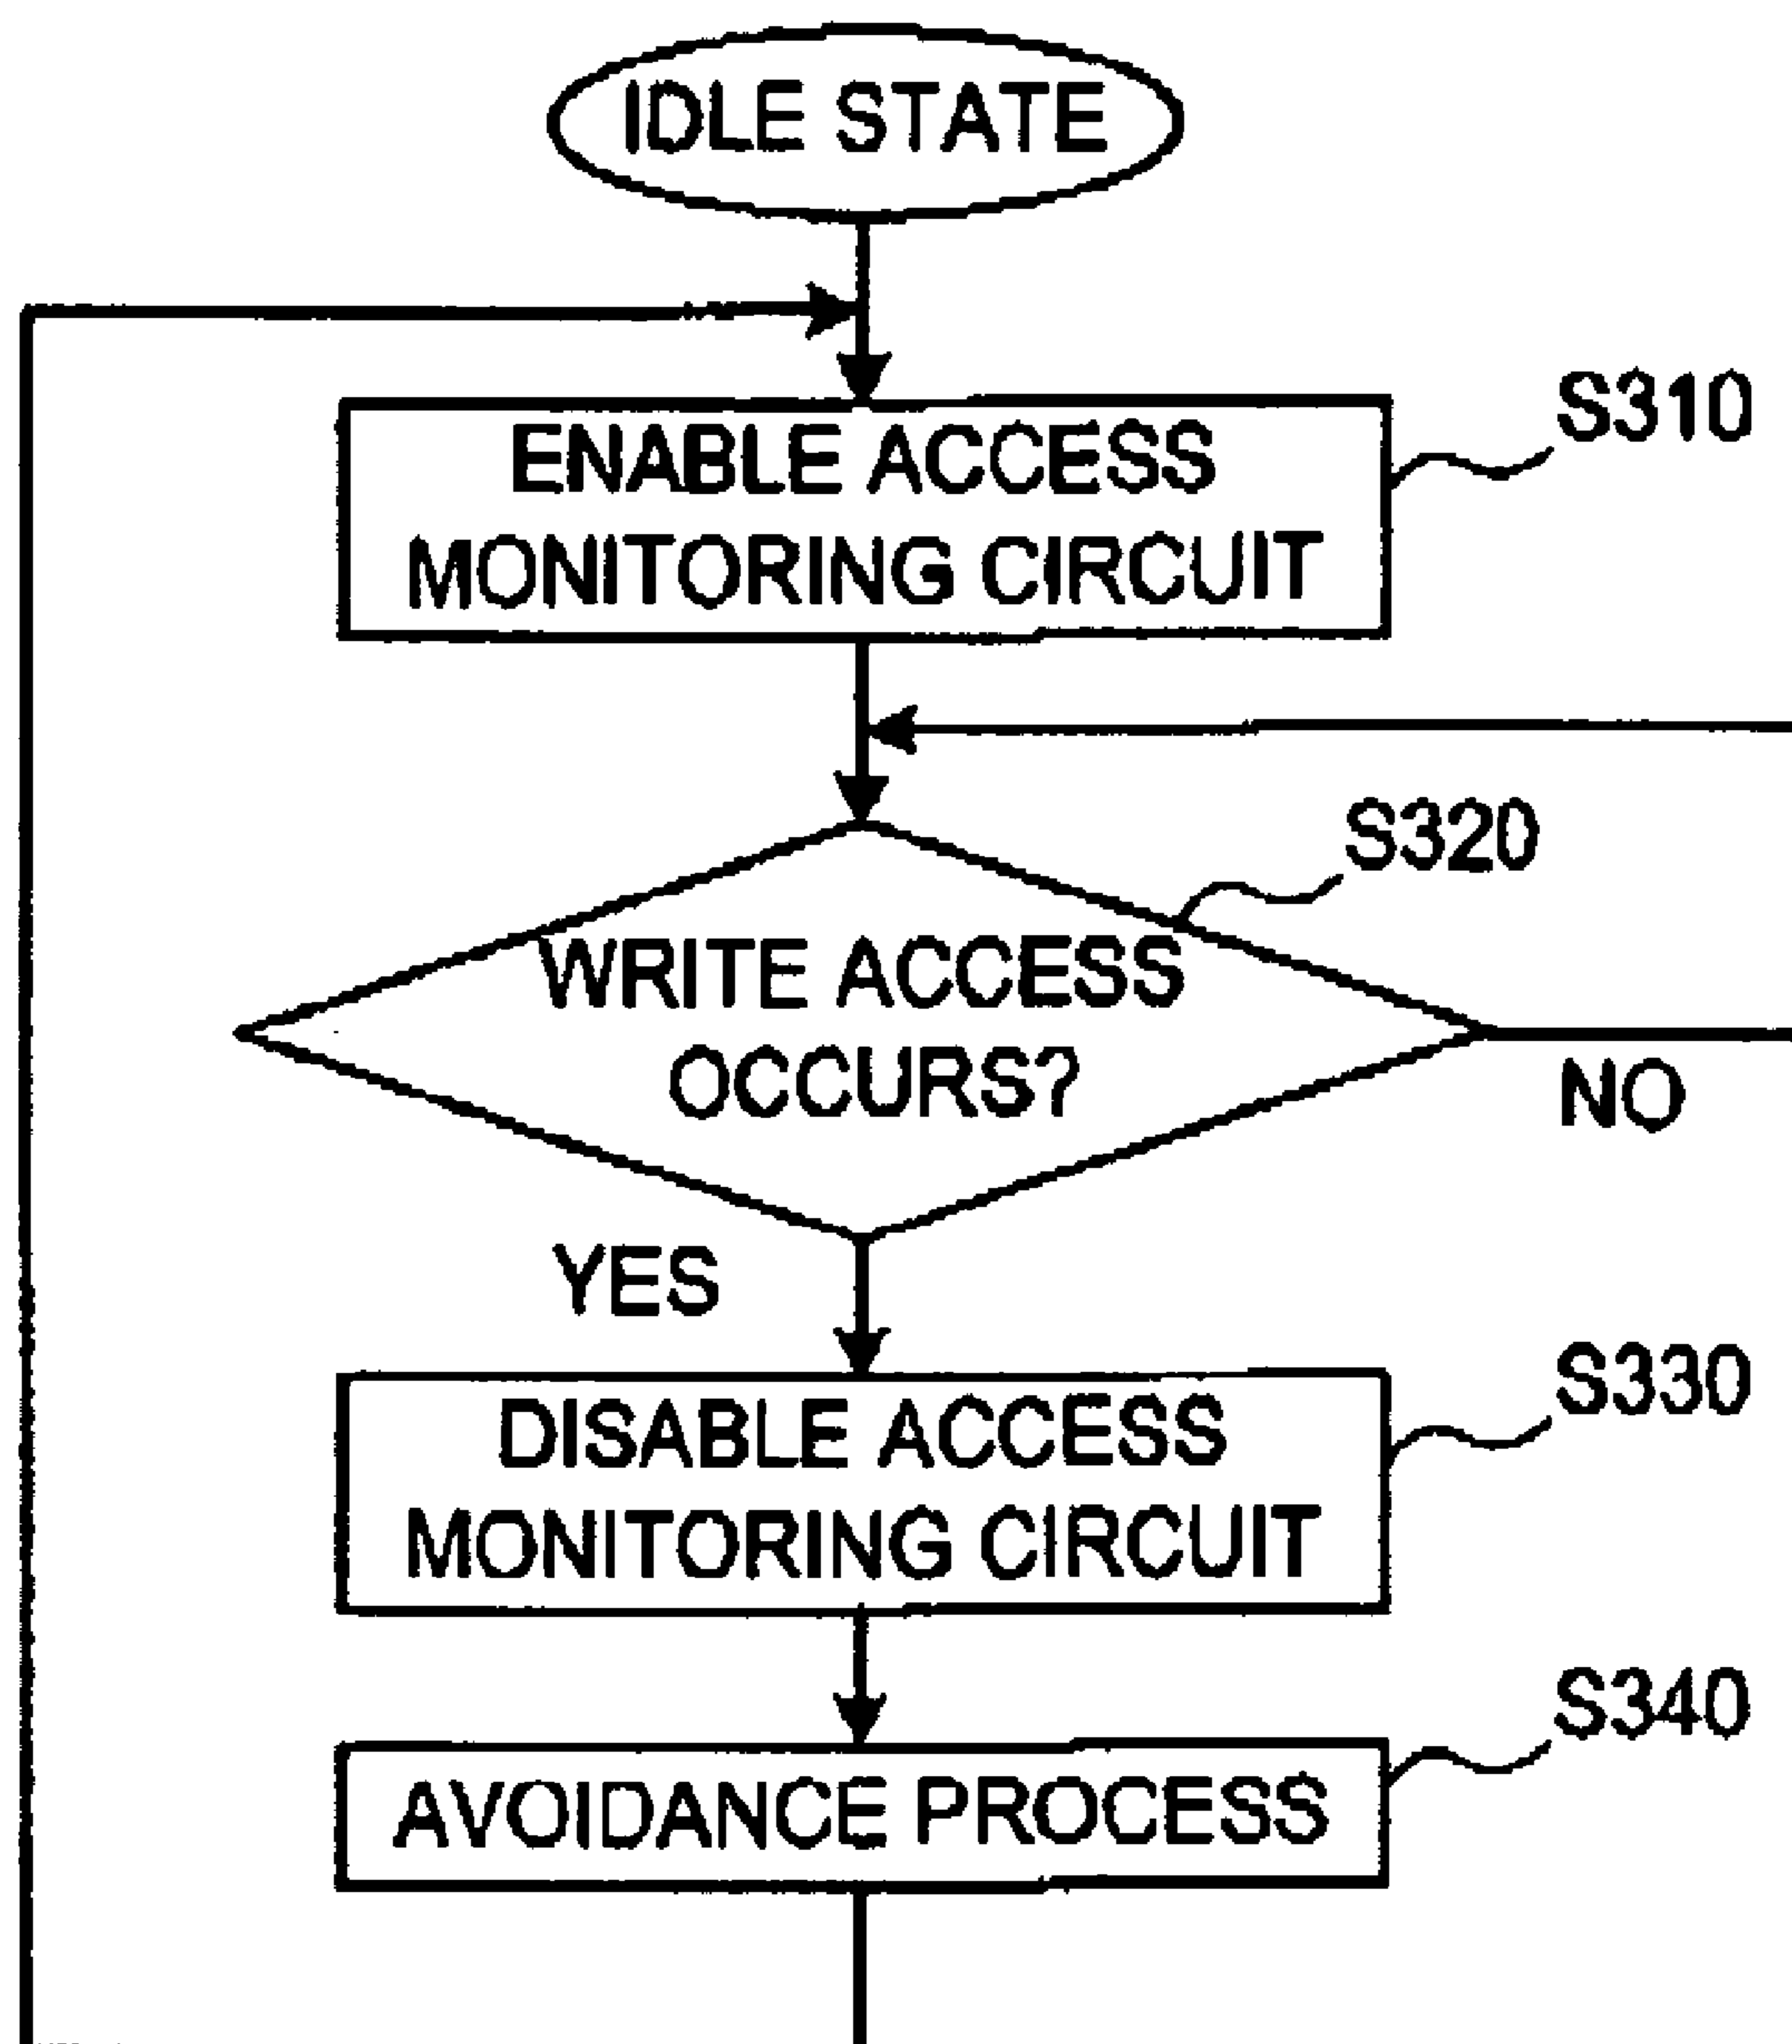 IDLE STATE
S310
ENABLE ACCESS
MONITORING CIRCUIT
S320
WRITE ACCESS
OCCURS?
NO
YES
S330
DISABLE ACCESS
MONITORING CIRCUIT
S340
AVOIDANCE PROCESS